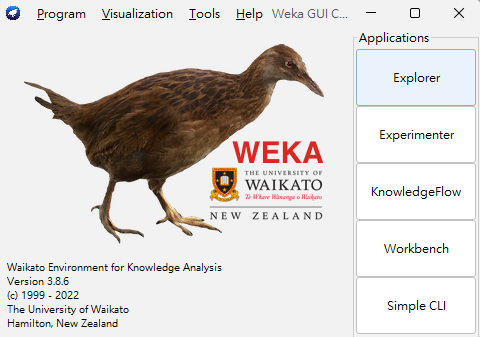 Program Visualization Tools Help Weka GUI C...
Applications
Explorer
Experimenter
KnowledgeFlow
Workbench
Simple CLI
WEKA
THE UNIVERSITY OF
WAIKATO
Te Whare Wānanga o Waikato
NEW ZEALAND
Waikato Environment for Knowledge Analysis
Version 3.8.6
(c) 1999 - 2022
The University of Waikato
Hamilton, New Zealand